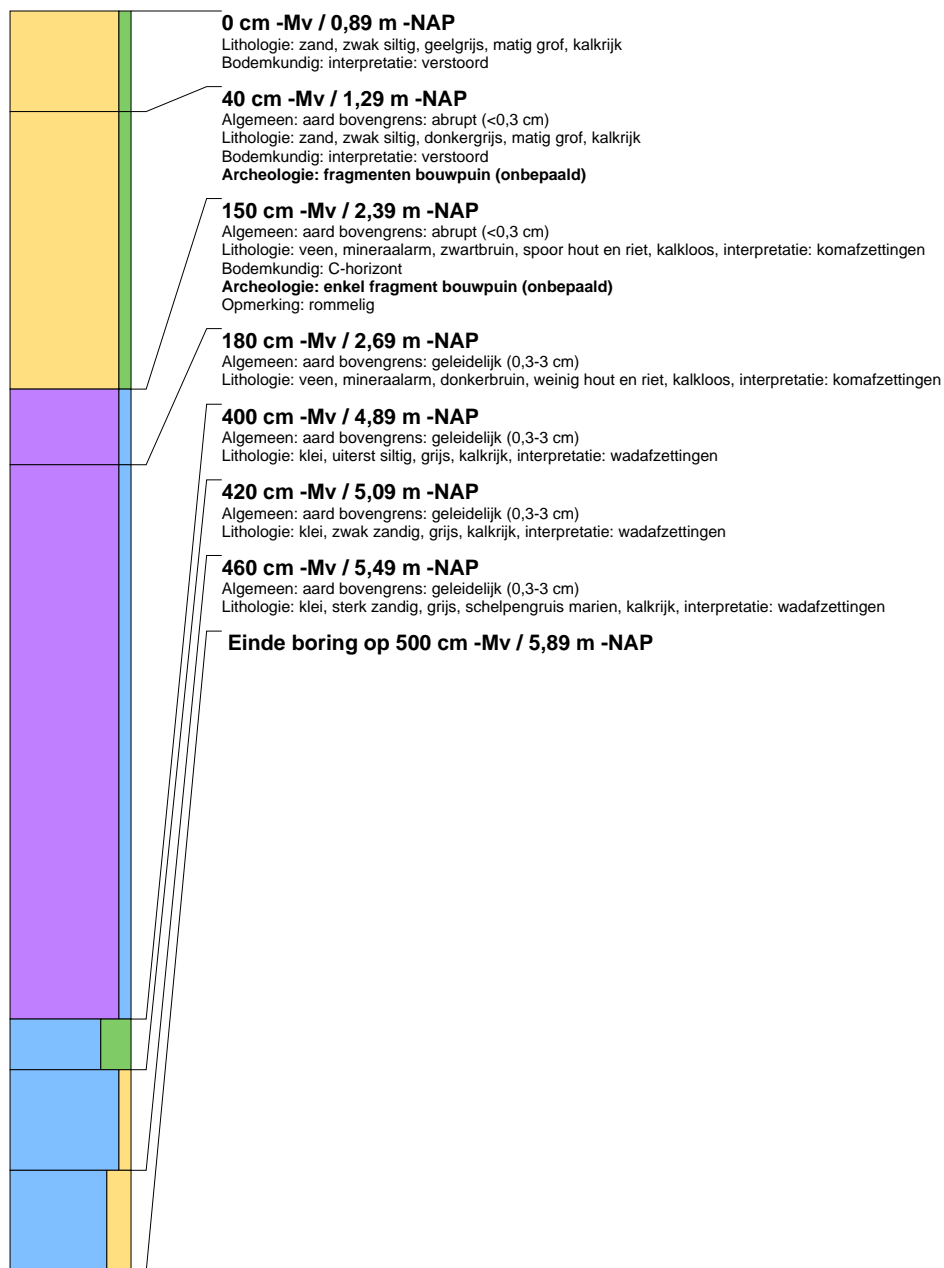 0 cm -Mv / 0,89 m -NAP
Lithologie: zand, zwak siltig, geelgrijs, matig grof, kalkrijk
Bodemkundig: interpretatie: verstoord
40 cm -Mv / 1,29 m -NAP
Algemeen: aard bovengrens: abrupt (<0,3 cm)
Lithologie: zand, zwak siltig, donkergrijs, matig grof, kalkrijk
Bodemkundig: interpretatie: verstoord
Archeologie: fragmenten bouwpuin (onbepaald)
150 cm -Mv / 2,39 m -NAP
Algemeen: aard bovengrens: abrupt (<0,3 cm)
Lithologie: veen, mineraalarm, zwartbruin, spoor hout en riet, kalkloos, interpretatie: komafzettingen
Bodemkundig: C-horizont
Archeologie: enkel fragment bouwpuin (onbepaald)
Opmerking: rommelig
180 cm -Mv / 2,69 m -NAP
Algemeen: aard bovengrens: geleidelijk (0,3-3 cm)
Lithologie: veen, mineraalarm, donkerbruin, weinig hout en riet, kalkloos, interpretatie: komafzettingen
400 cm -Mv / 4,89 m -NAP
Algemeen: aard bovengrens: geleidelijk (0,3-3 cm)
Lithologie: klei, uiterst siltig, grijs, kalkrijk, interpretatie: wadafzettingen
420 cm -Mv / 5,09 m -NAP
Algemeen: aard bovengrens: geleidelijk (0,3-3 cm)
Lithologie: klei, zwak zandig, grijs, kalkrijk, interpretatie: wadafzettingen
460 cm -Mv / 5,49 m -NAP
Algemeen: aard bovengrens: geleidelijk (0,3-3 cm)
Lithologie: klei, sterk zandig, grijs, schelpengruis marien, kalkrijk, interpretatie: wadafzettingen
Einde boring op 500 cm -Mv / 5,89 m -NAP